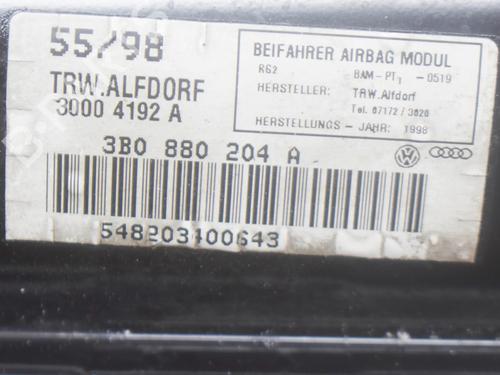 55/98
TRW.ALFDORF
3000 4192 A
BEIFAHRER AIRBAG MODUL
RG2 BAM-PT1 -0519
HERSTELLER: TRW.Alfdorf
Tel. 07172/3020
HERSTELLUNGS - JAHR: 1998
3B0 880 204 A
548203400643